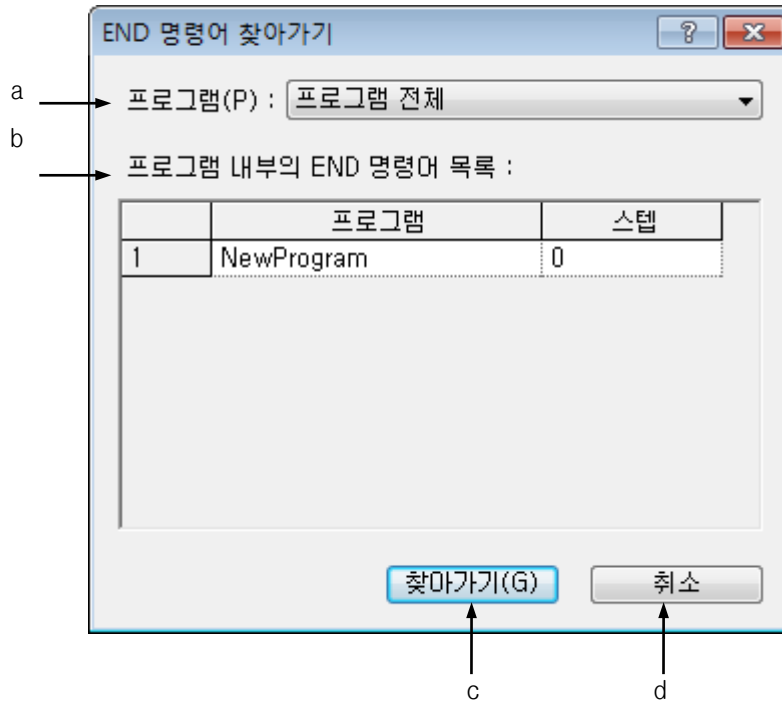 END 명령어 찾아가기
a
프로그램(P) : 프로그램 전체
b
프로그램 내부의 END 명령어 목록 :
프로그램 스텝
1 NewProgram 0
찾아가기(G) 취소
c d